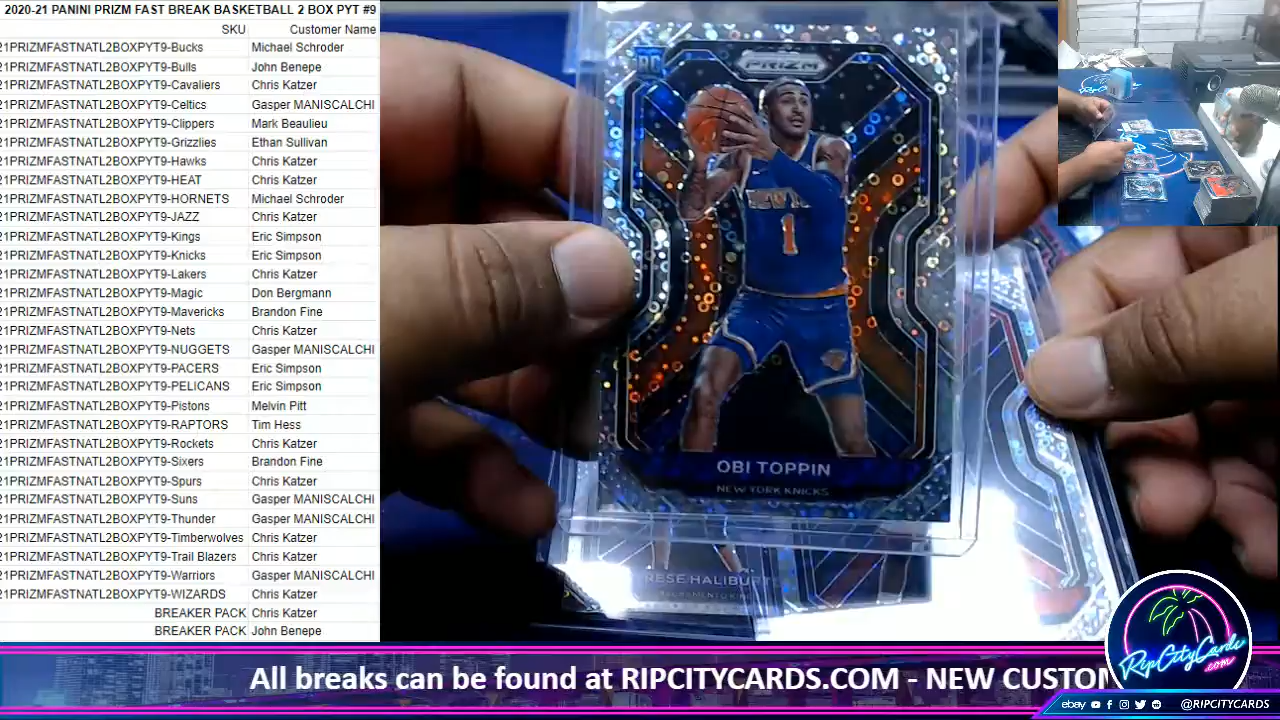 2020-21 PANINI PRIZM FAST BREAK BASKETBALL 2 BOX PYT #9
SKU Customer Name
21PRIZMFASTNATL2BOXPYT9-Bucks Michael Schroder
21PRIZMFASTNATL2BOXPYT9-Bulls John Benepe
21PRIZMFASTNATL2BOXPYT9-Cavaliers Chris Katzer
21PRIZMFASTNATL2BOXPYT9-Celtics Gasper MANISCALCHI
21PRIZMFASTNATL2BOXPYT9-Clippers Mark Beaulieu
21PRIZMFASTNATL2BOXPYT9-Grizzlies Ethan Sullivan
21PRIZMFASTNATL2BOXPYT9-Hawks Chris Katzer
21PRIZMFASTNATL2BOXPYT9-HEAT Chris Katzer
21PRIZMFASTNATL2BOXPYT9-HORNETS Michael Schroder
21PRIZMFASTNATL2BOXPYT9-JAZZ Chris Katzer
21PRIZMFASTNATL2BOXPYT9-Kings Eric Simpson
21PRIZMFASTNATL2BOXPYT9-Knicks Eric Simpson
21PRIZMFASTNATL2BOXPYT9-Lakers Chris Katzer
21PRIZMFASTNATL2BOXPYT9-Magic Don Bergmann
21PRIZMFASTNATL2BOXPYT9-Mavericks Brandon Fine
21PRIZMFASTNATL2BOXPYT9-Nets Chris Katzer
21PRIZMFASTNATL2BOXPYT9-NUGGETS Gasper MANISCALCHI
21PRIZMFASTNATL2BOXPYT9-PACERS Eric Simpson
21PRIZMFASTNATL2BOXPYT9-PELICANS Eric Simpson
21PRIZMFASTNATL2BOXPYT9-Pistons Melvin Pitt
21PRIZMFASTNATL2BOXPYT9-RAPTORS Tim Hess
21PRIZMFASTNATL2BOXPYT9-Rockets Chris Katzer
21PRIZMFASTNATL2BOXPYT9-Sixers Brandon Fine
21PRIZMFASTNATL2BOXPYT9-Spurs Chris Katzer
21PRIZMFASTNATL2BOXPYT9-Suns Gasper MANISCALCHI
21PRIZMFASTNATL2BOXPYT9-Thunder Gasper MANISCALCHI
21PRIZMFASTNATL2BOXPYT9-Timberwolves Chris Katzer
21PRIZMFASTNATL2BOXPYT9-Trail Blazers Chris Katzer
21PRIZMFASTNATL2BOXPYT9-Warriors Gasper MANISCALCHI
21PRIZMFASTNATL2BOXPYT9-WIZARDS Chris Katzer
BREAKER PACK Chris Katzer
BREAKER PACK John Benepe
RC
PRIZM
NEW YORK
1
OBI TOPPIN
NEW YORK KNICKS
RESE HALIBURT
SACRAMENTO KIN
All breaks can be found at RIPCITYCARDS.COM - NEW CUSTOM
RipCityCards
.com
ebay @RIPCITYCARDS